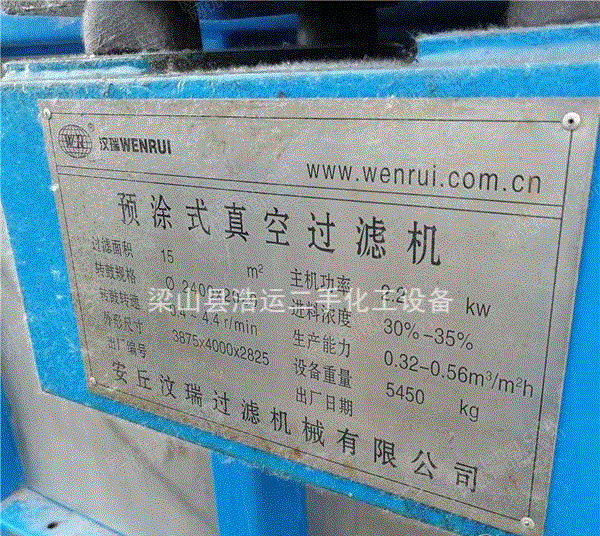 WR ® 汶瑞WENRUI
www.wenrui.com.cn
预涂式真空过滤机
过滤面积 15 m² 主机功率 2.2 kw
转鼓规格 Ø 进料浓度 30%-35%
转鼓转速 4.4 r/min 生产能力 0.32-0.56m³/m²h
外形尺寸 3875x4000x2825 设备重量 5450 kg
出厂编号 出厂日期
梁山县浩运二手化工设备
安丘汶瑞过滤机械有限公司